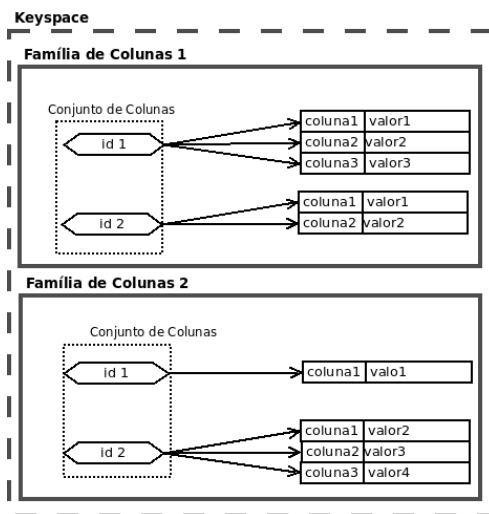 Keyspace
Família de Colunas 1
Conjunto de Colunas
id 1
coluna1 valor1
coluna2 valor2
coluna3 valor3
id 2
coluna1 valor1
coluna2 valor2
Família de Colunas 2
Conjunto de Colunas
id 1
coluna1 valo1
id 2
coluna1 valor2
coluna2 valor3
coluna3 valor4